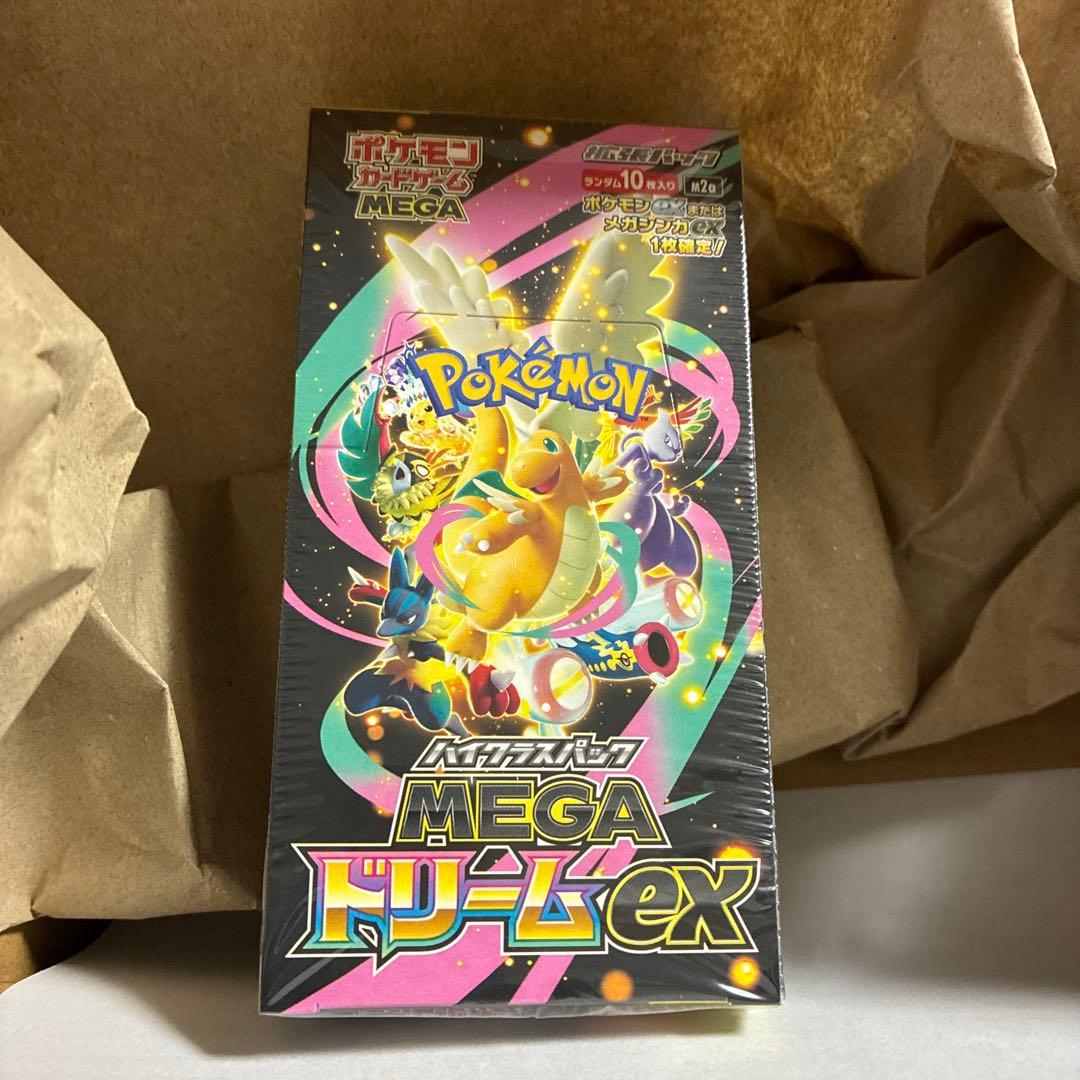 ポケモン
カードゲーム
MEGA
拡張パック
ランダム10枚入り
M2a
ポケモンexまたは
メガシンカex
1枚確定!
POKÉMON
TM
ハイクラスパック
MEGA
ドリームex